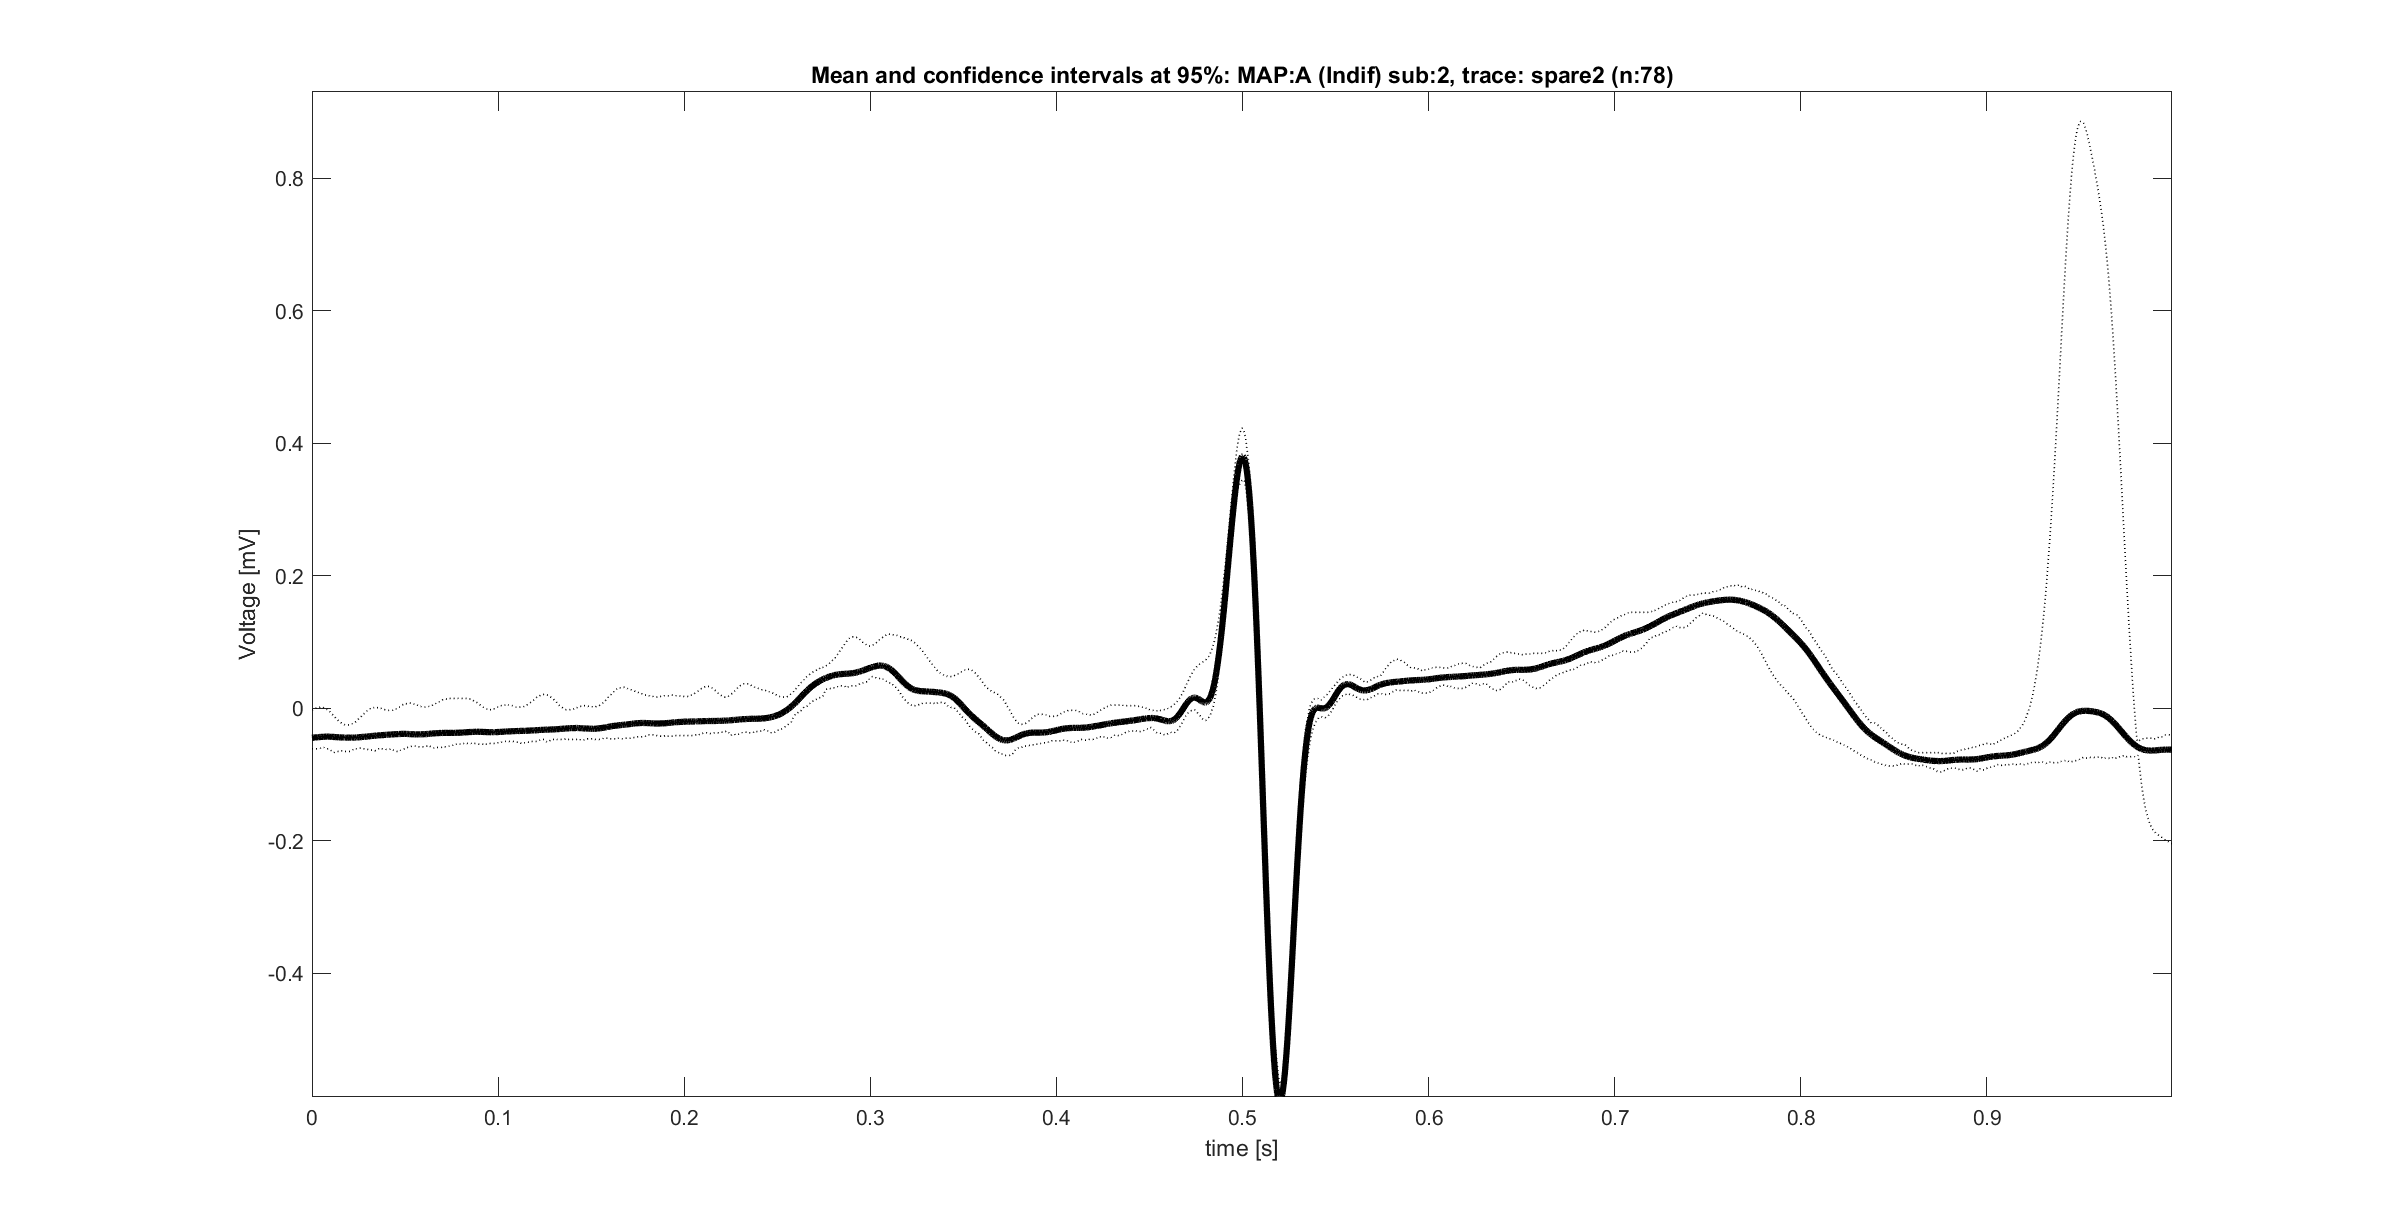 Mean and confidence intervals at 95%: MAP:A (Indif) sub:2, trace: spare2 (n:78)
0.8
0.6
0.4
0.2
0
-0.2
-0.4
Voltage [mV]
0 0.1 0.2 0.3 0.4 0.5 0.6 0.7 0.8 0.9
time [s]